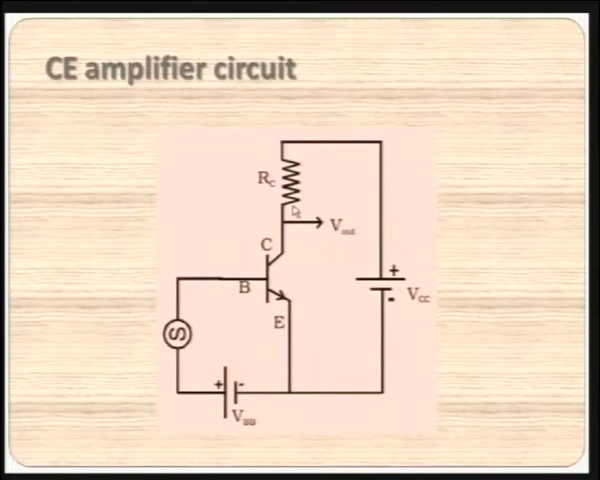 CE amplifier circuit
Rc
Vout
C
B
E
+
-
Vcc
S
+ -
VBB